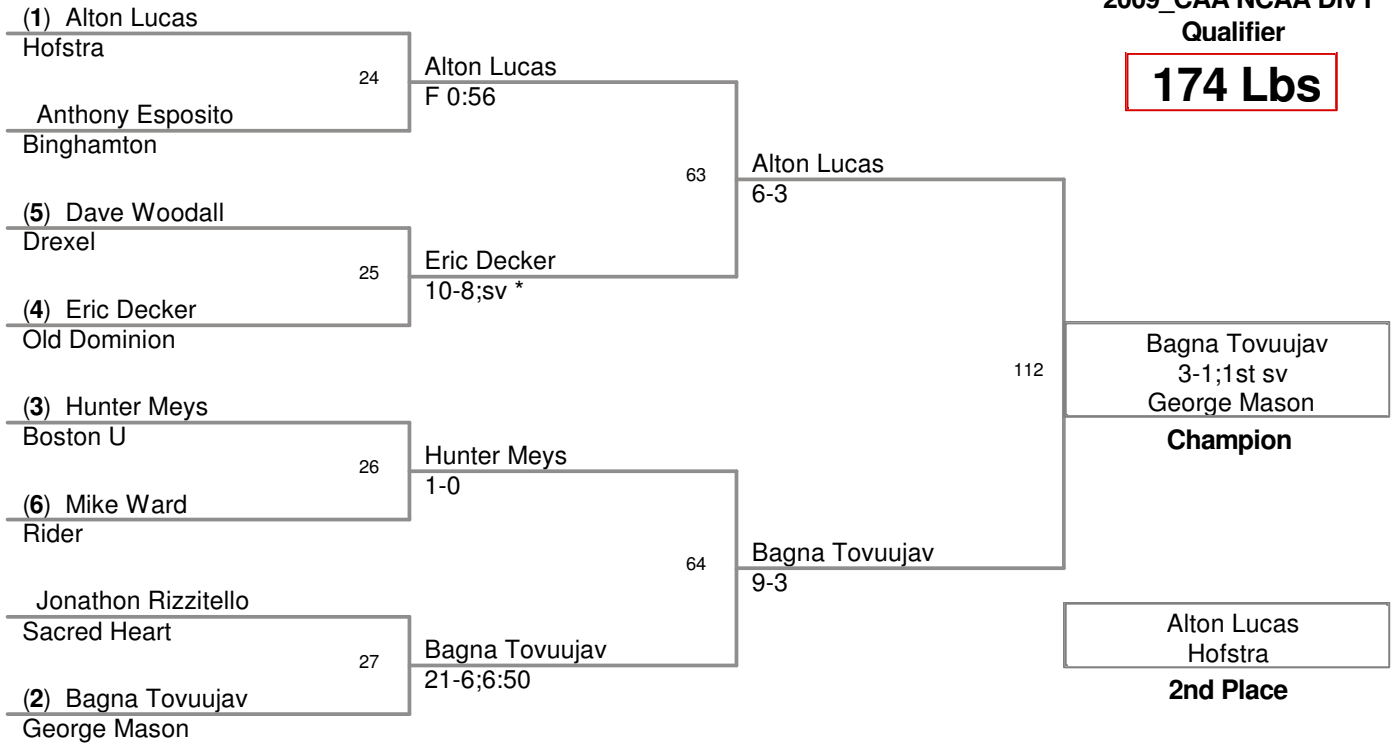 2009_CAA NCAA Div I
Qualifier
174 Lbs
(1) Alton Lucas
Hofstra
24
Anthony Esposito
Binghamton
(5) Dave Woodall
Drexel
25
(4) Eric Decker
Old Dominion
(3) Hunter Meys
Boston U
26
(6) Mike Ward
Rider
Jonathon Rizzitello
Sacred Heart
27
(2) Bagna Tovuujav
George Mason
Alton Lucas
F 0:56
63
Eric Decker
10-8;sv *
Hunter Meys
1-0
64
Bagna Tovuujav
21-6;6:50
Alton Lucas
6-3
112
Bagna Tovuujav
9-3
Bagna Tovuujav
3-1;1st sv
George Mason
Champion
Alton Lucas
Hofstra
2nd Place